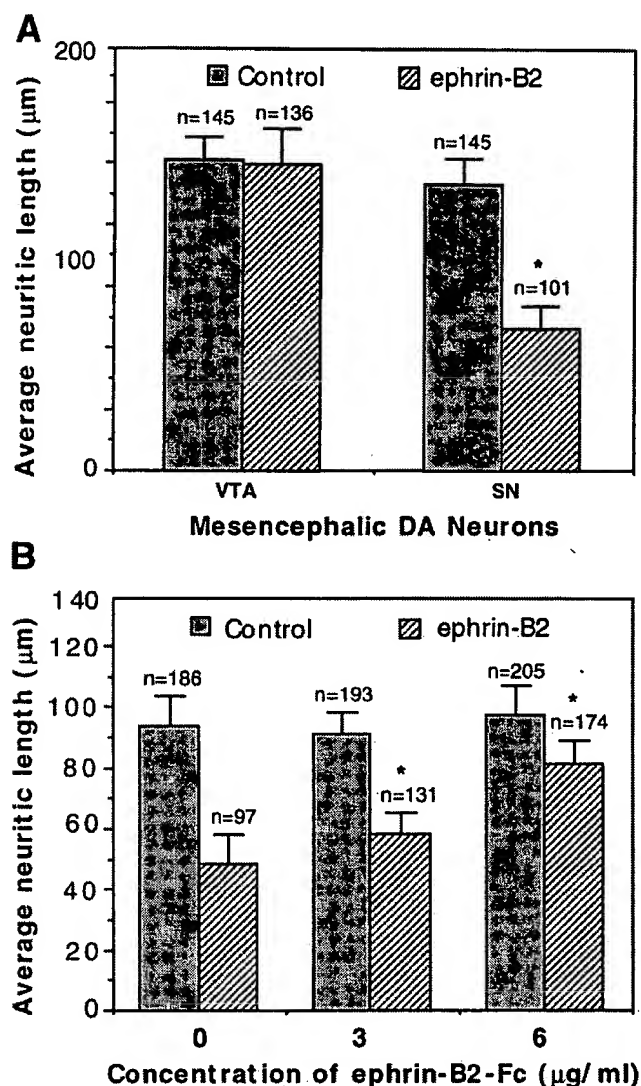 A
200
Control
ephrin-B2
n=145
n=136
n=145
100
*
n=101
0
VTA
SN
Average neuritic length (μm)
Mesencephalic DA Neurons
B
140
Control
ephrin-B2
120
n=186
n=193
n=205
100
*
n=174
80
*
n=131
60
n=97
40
20
0
0
3
6
Average neuritic length (μm)
Concentration of ephrin-B2-Fc (μg/ ml)